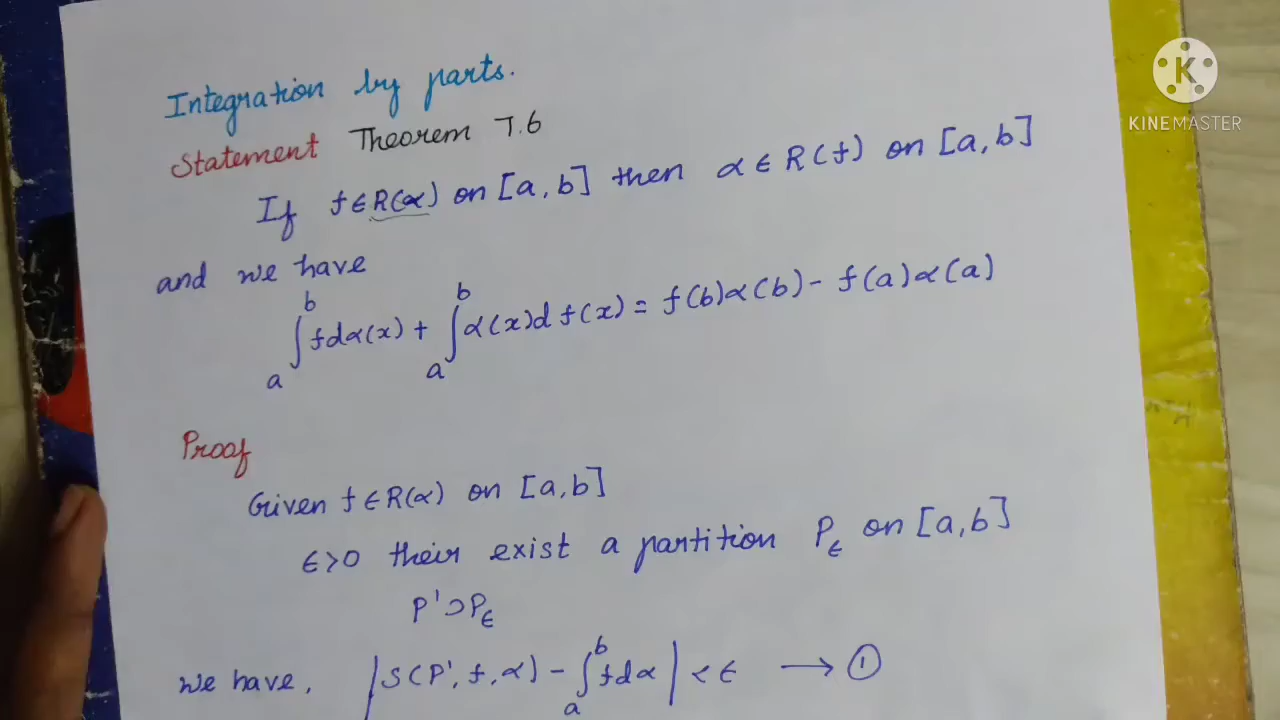 Integration by parts.
Statement Theorem 7.6
If f ∈ R(α) on [a, b] then α ∈ R(f) on [a, b]
and we have
∫_a^b f dα(x) + ∫_a^b α(x) d f(x) = f(b)α(b) - f(a)α(a)
Proof
Given f ∈ R(α) on [a, b]
ϵ>0 their exist a partition P_ϵ on [a, b]
P' ⊃ P_ϵ
We have, |S(P', f, α) - ∫_a^b f dα| < ϵ → ①
KINEMASTER